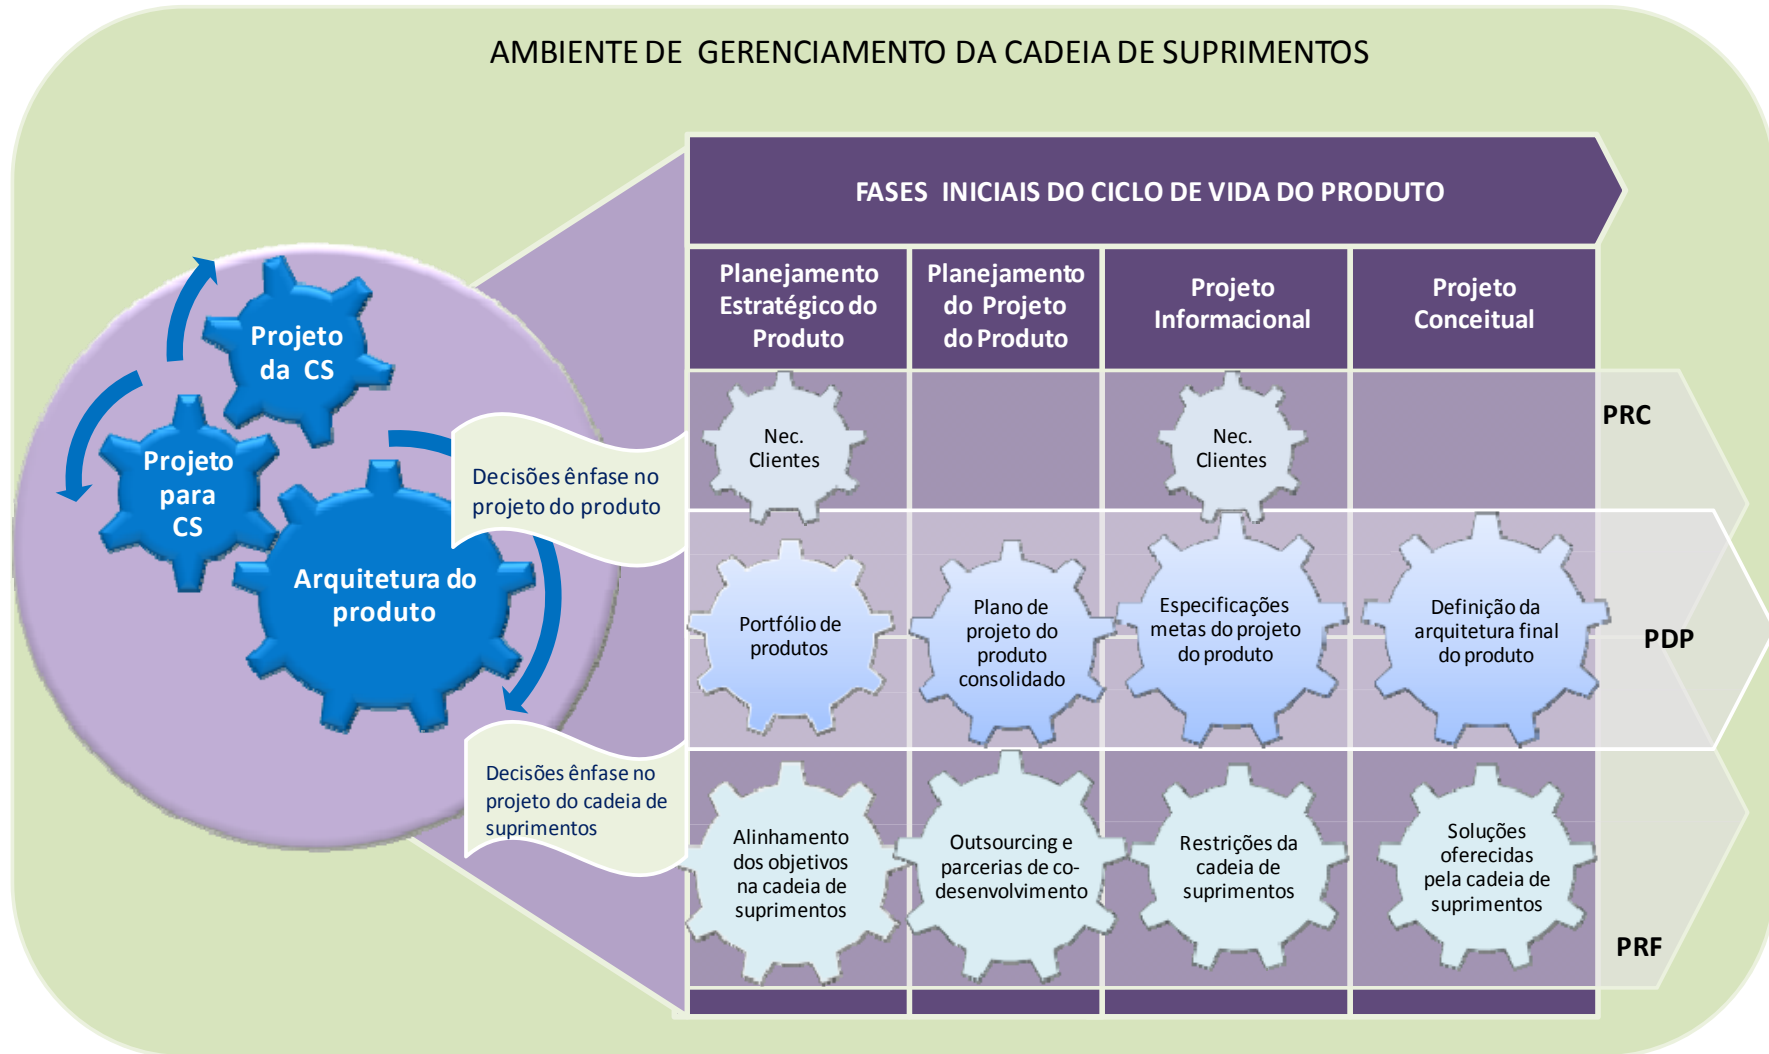 AMBIENTE DE GERENCIAMENTO DA CADEIA DE SUPRIMENTOS
FASES INICIAIS DO CICLO DE VIDA DO PRODUTO
Planejamento
Estratégico do
Produto
Planejamento
do Projeto
do Produto
Projeto
Informacional
Projeto
Conceitual
Projeto
da CS
Projeto
para
CS
Arquitetura do
produto
Decisões ênfase no
projeto do produto
Decisões ênfase no
projeto do cadeia de
suprimentos
Nec.
Clientes
Nec.
Clientes
PRC
Portfólio de
produtos
Plano de
projeto do
produto
consolidado
Especificações
metas do projeto
do produto
Definição da
arquitetura final
do produto
PDP
Alinhamento
dos objetivos
na cadeia de
suprimentos
Outsourcing e
parcerias de co-
desenvolvimento
Restrições da
cadeia de
suprimentos
Soluções
oferecidas
pela cadeia de
suprimentos
PRF